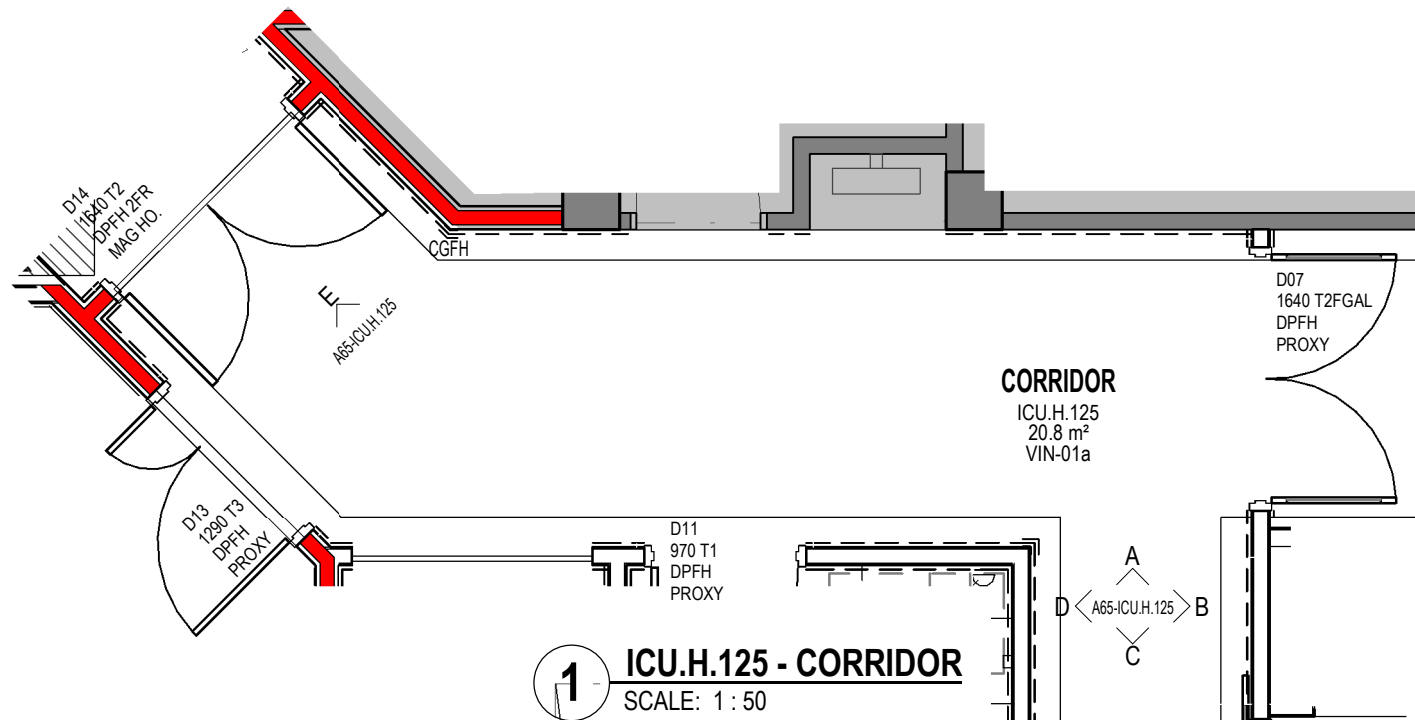 D14
1640 T2
DPFH 2FR
MAG HO.
CGFH
E
A65-ICU.H.125
D07
1640 T2FGAL
DPFH
PROXY
CORRIDOR
ICU.H.125
20.8 m²
VIN-01a
D13
1290 T3
DPFH
PROXY
D11
970 T1
DPFH
PROXY
A
D A65-ICU.H.125 B
C
1 ICU.H.125 - CORRIDOR
SCALE: 1 : 50